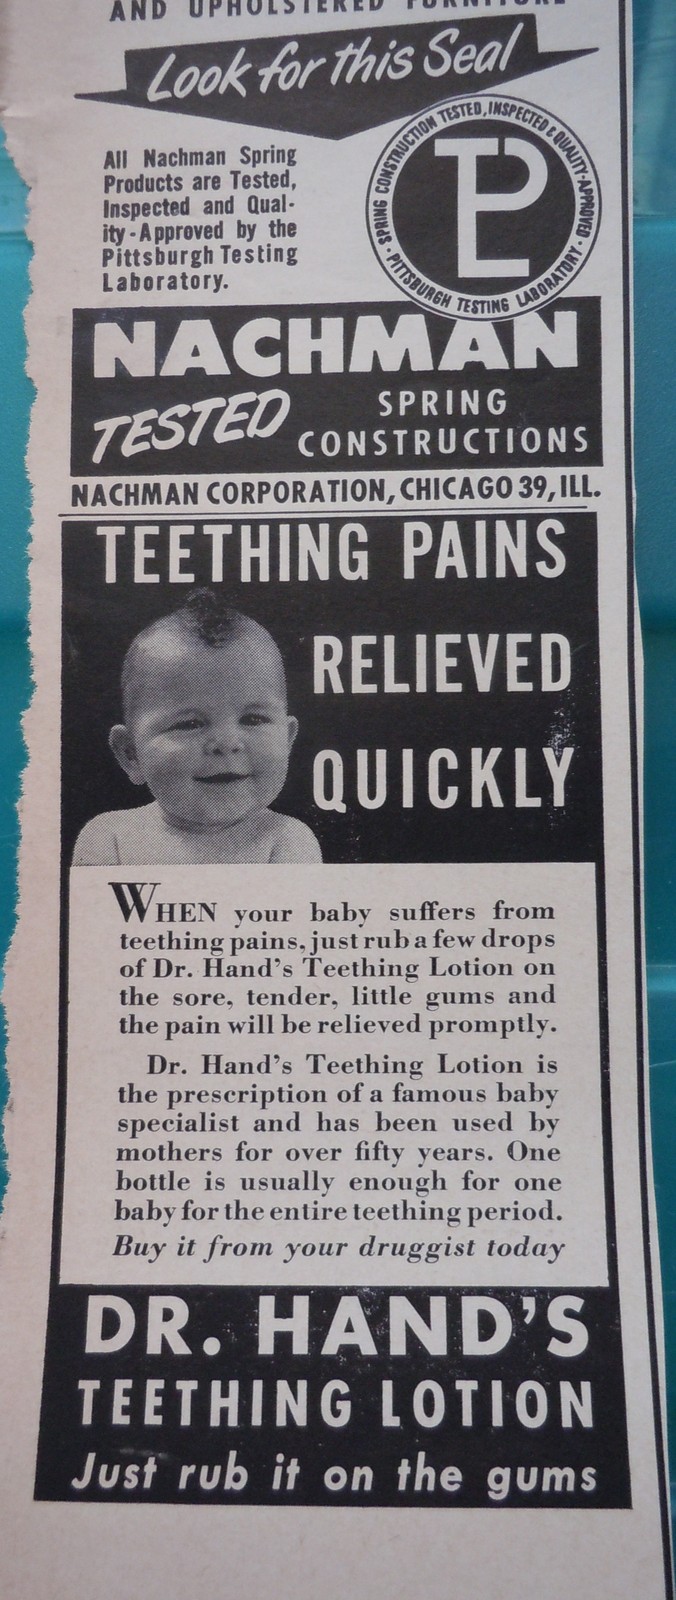 AND UPHOLSTERED FURNITURE
Look for this Seal
SPRING CONSTRUCTION TESTED, INSPECTED & QUALITY-APPROVED · PITTSBURGH TESTING LABORATORY ·
PTL
All Nachman Spring
Products are Tested,
Inspected and Qual-
ity-Approved by the
Pittsburgh Testing
Laboratory.
NACHMAN
TESTED SPRING
CONSTRUCTIONS
NACHMAN CORPORATION, CHICAGO 39, ILL.
TEETHING PAINS
RELIEVED
QUICKLY
WHEN your baby suffers from
teething pains, just rub a few drops
of Dr. Hand's Teething Lotion on
the sore, tender, little gums and
the pain will be relieved promptly.
Dr. Hand's Teething Lotion is
the prescription of a famous baby
specialist and has been used by
mothers for over fifty years. One
bottle is usually enough for one
baby for the entire teething period.
Buy it from your druggist today
DR. HAND'S
TEETHING LOTION
Just rub it on the gums